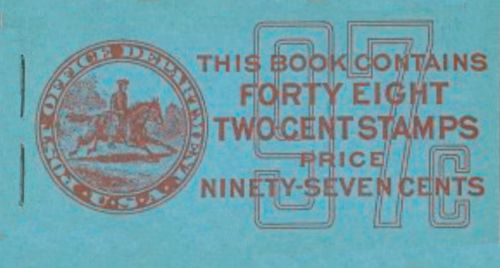 POST OFFICE DEPARTMENT
U.S.A.
97c
THIS BOOK CONTAINS
FORTY EIGHT
TWO CENT STAMPS
PRICE
NINETY-SEVEN CENTS